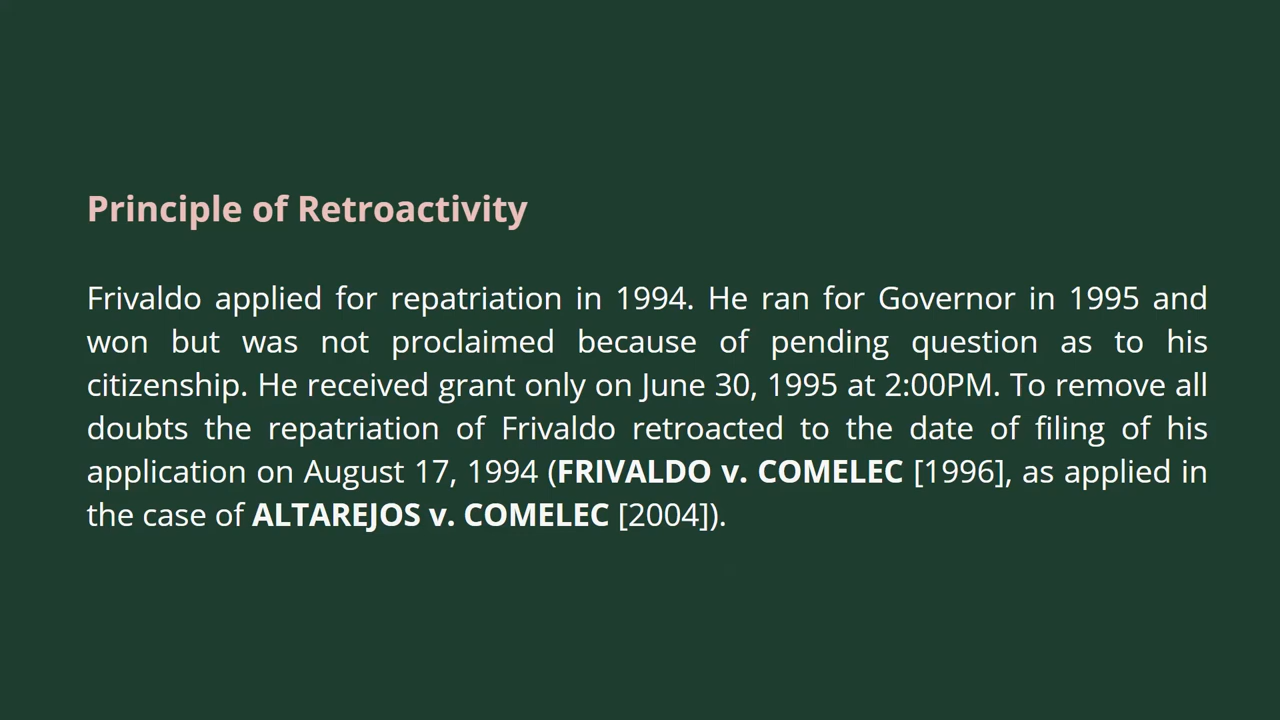 Principle of Retroactivity
Frivaldo applied for repatriation in 1994. He ran for Governor in 1995 and
won but was not proclaimed because of pending question as to his
citizenship. He received grant only on June 30, 1995 at 2:00PM. To remove all
doubts the repatriation of Frivaldo retroacted to the date of filing of his
application on August 17, 1994 (FRIVALDO v. COMELEC [1996], as applied in
the case of ALTAREJOS v. COMELEC [2004]).